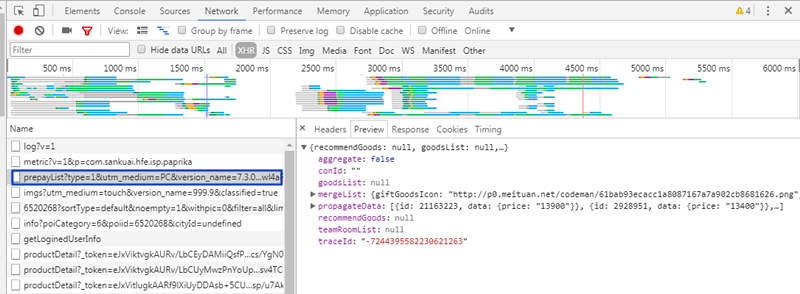 Elements Console Sources Network Performance Memory Application Security Audits 4
View: Group by frame Preserve log Disable cache Offline Online
Filter Hide data URLs All XHR JS CSS Img Media Font Doc WS Manifest Other
500 ms 1000 ms 1500 ms 2000 ms 2500 ms 3000 ms 3500 ms 4000 ms 4500 ms 5000 ms 5500 ms 6000 ms
Name
log?v=1
metric?v=1&p=com.sankuai.hfe.isp.paprika
prepayList?type=1&utm_medium=PC&version_name=7.3.0...wl4a
imgs?utm_medium=touch&version_name=999.9&classified=true
6520268?sortType=default&noempty=1&withpic=0&filter=all&lim
info?poiCategory=6&poiid=6520268&cityId=undefined
getLoginedUserInfo
productDetail?_token=eJxViktvgkAURv/LbCEyDAMiiQsfP...cs/YgN0
productDetail?_token=eJxVikFvgkAQRv/LbCUyMwzPnYoUp...sv4TC
productDetail?_token=eJxVitlugkAARf9IXiUyDDAsb+5CU...sp/u7Ak
× Headers Preview Response Cookies Timing
▼{recommendGoods: null, goodsList: null,…}
aggregate: false
conId: ""
goodsList: null
▶mergeList: {giftGoodsIcon: "http://p0.meituan.net/codeman/61bab93ecacc1a8087167a7a902cb8681626.png",
▶propagateData: [{id: 21163223, data: {price: "13900"}}, {id: 2928951, data: {price: "13400"}},…]
recommendGoods: null
teamRoomList: null
traceId: "-7244395582230621263"